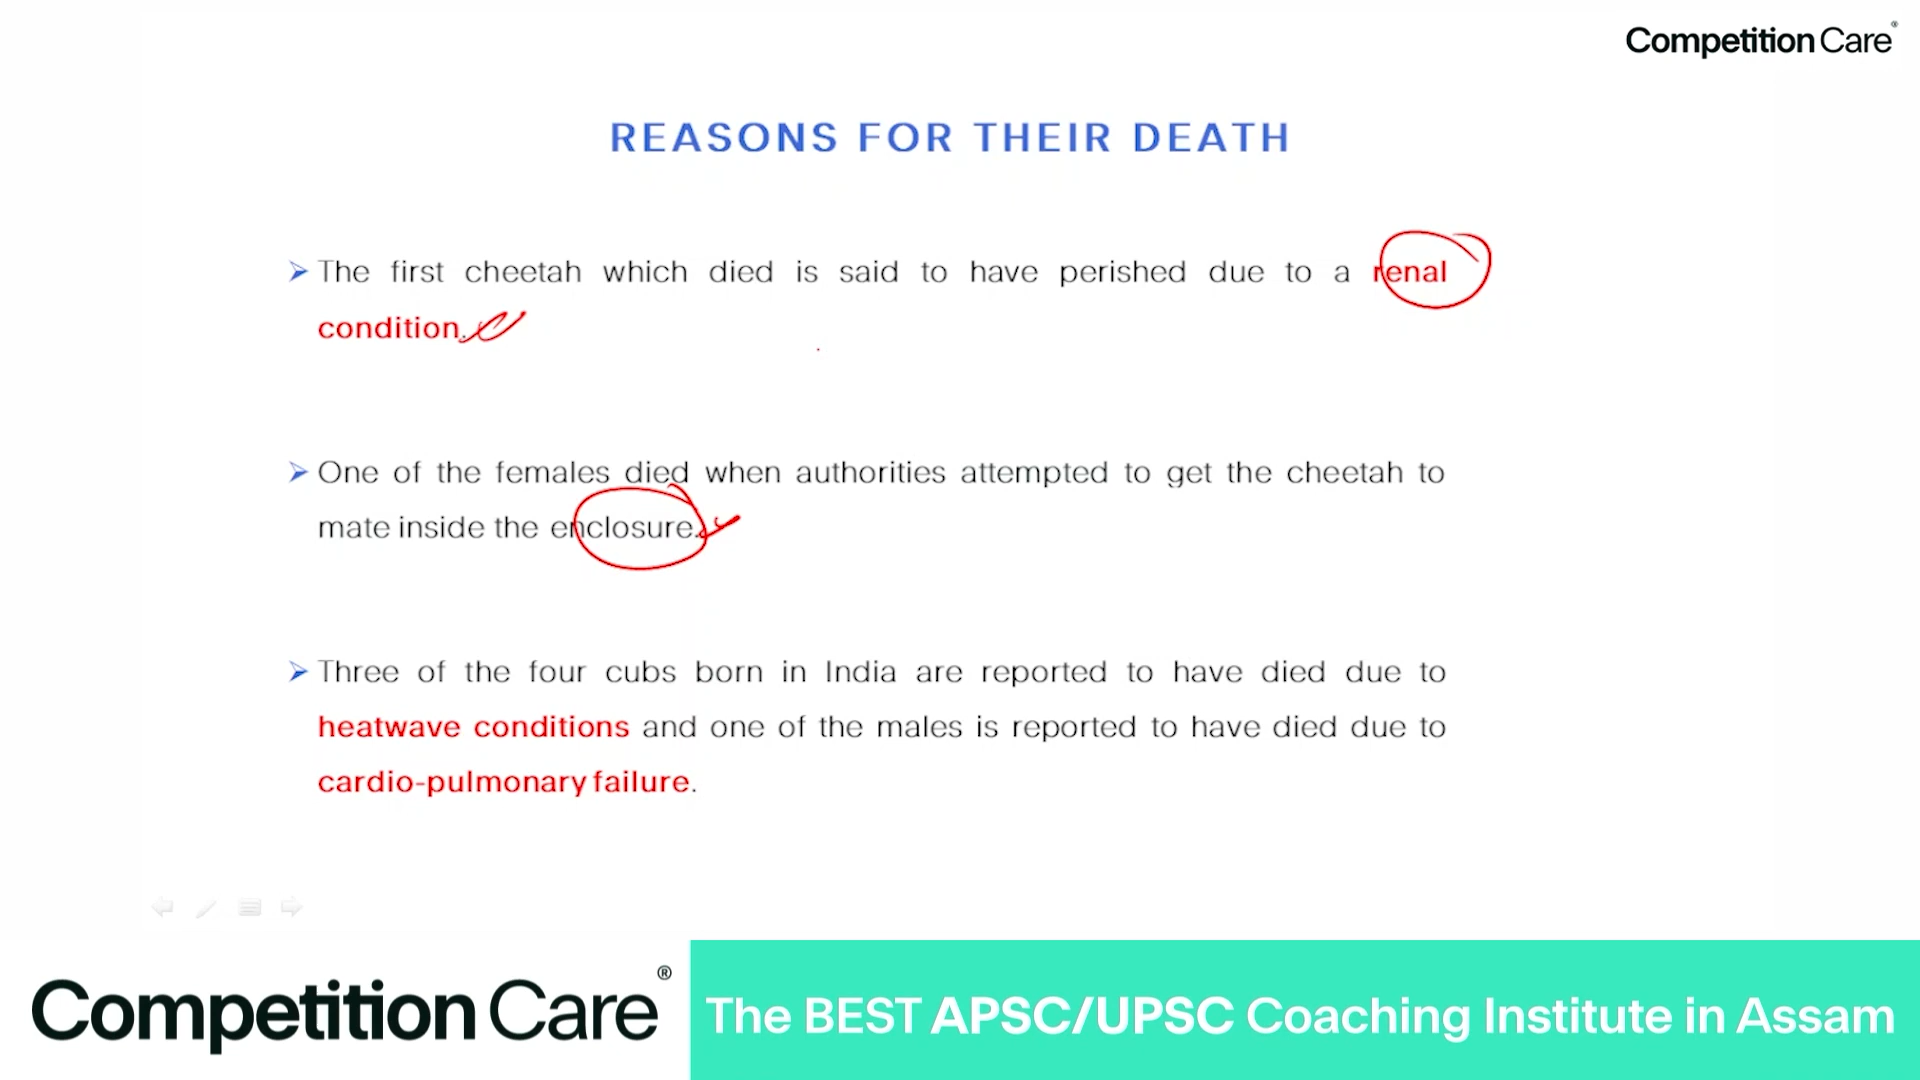 Competition Care®
REASONS FOR THEIR DEATH
➢ The first cheetah which died is said to have perished due to a renal
condition.
➢ One of the females died when authorities attempted to get the cheetah to
mate inside the enclosure.
➢ Three of the four cubs born in India are reported to have died due to
heatwave conditions and one of the males is reported to have died due to
cardio-pulmonary failure.
Competition Care®
The BEST APSC/UPSC Coaching Institute in Assam